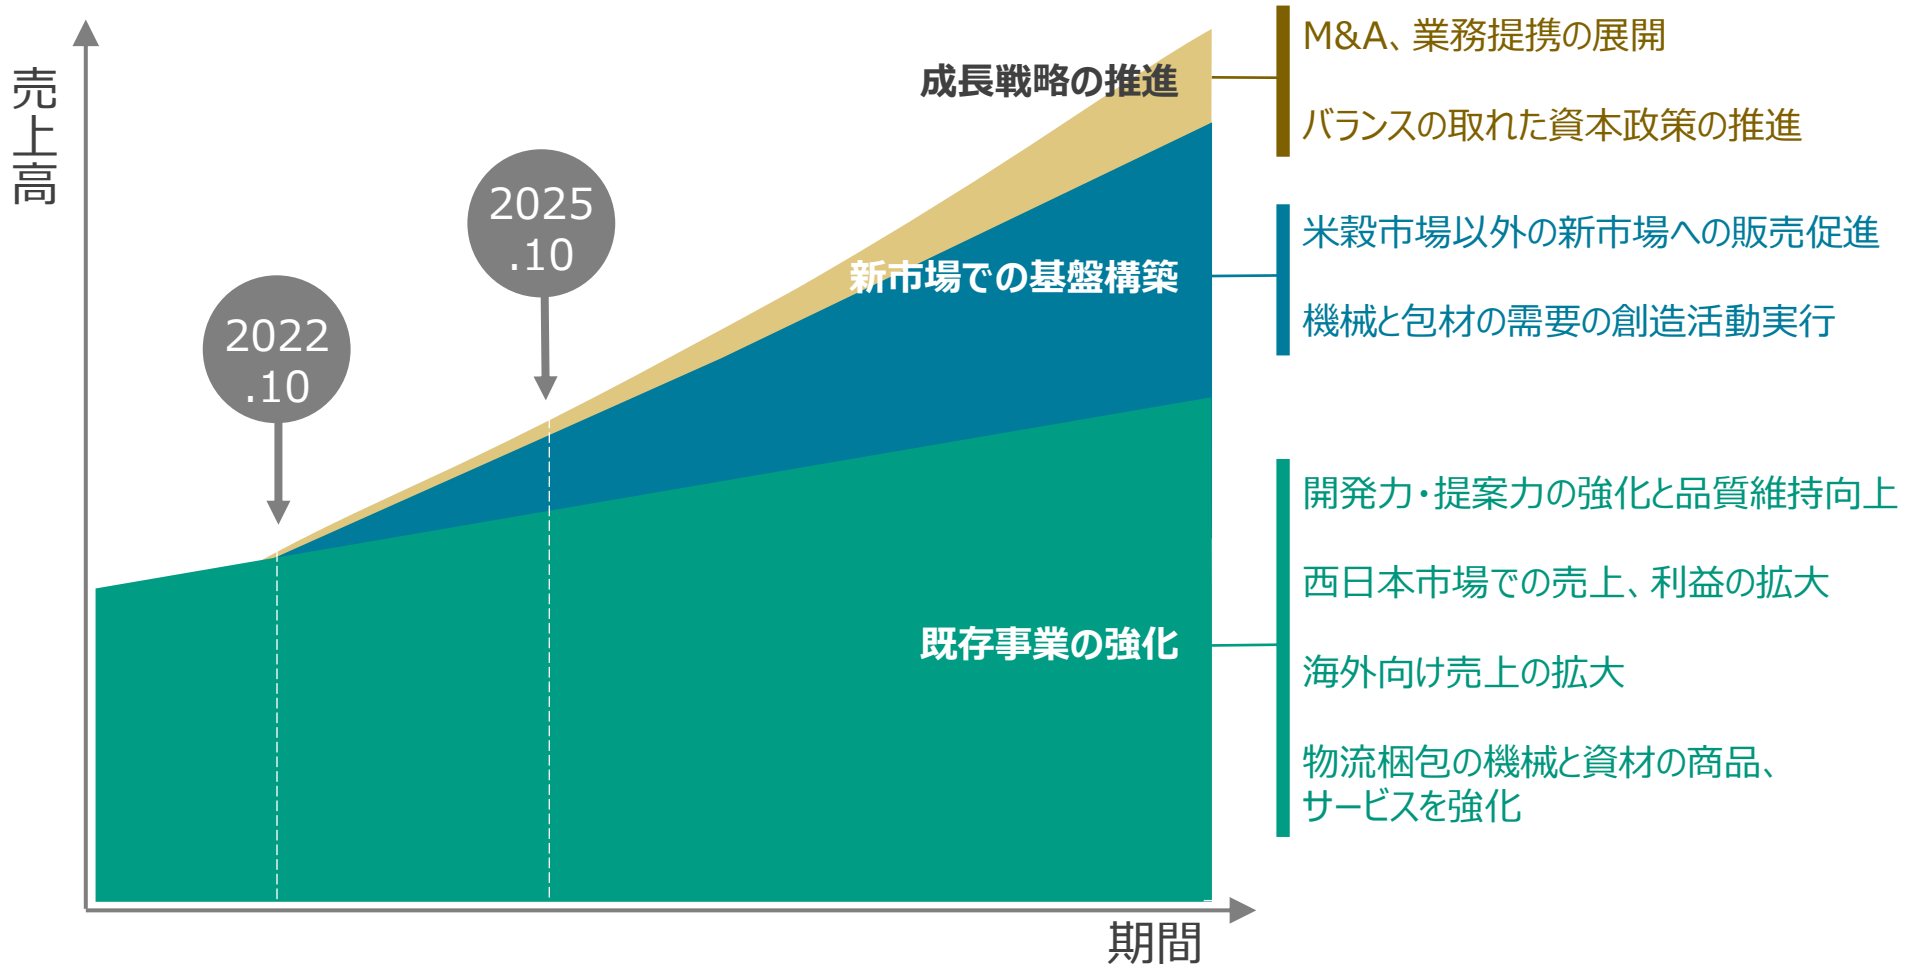 売上高
2022
.10
2025
.10
成長戦略の推進
新市場での基盤構築
既存事業の強化
期間
M&A、業務提携の展開
バランスの取れた資本政策の推進
米穀市場以外の新市場への販売促進
機械と包材の需要の創造活動実行
開発力・提案力の強化と品質維持向上
西日本市場での売上、利益の拡大
海外向け売上の拡大
物流梱包の機械と資材の商品、
サービスを強化